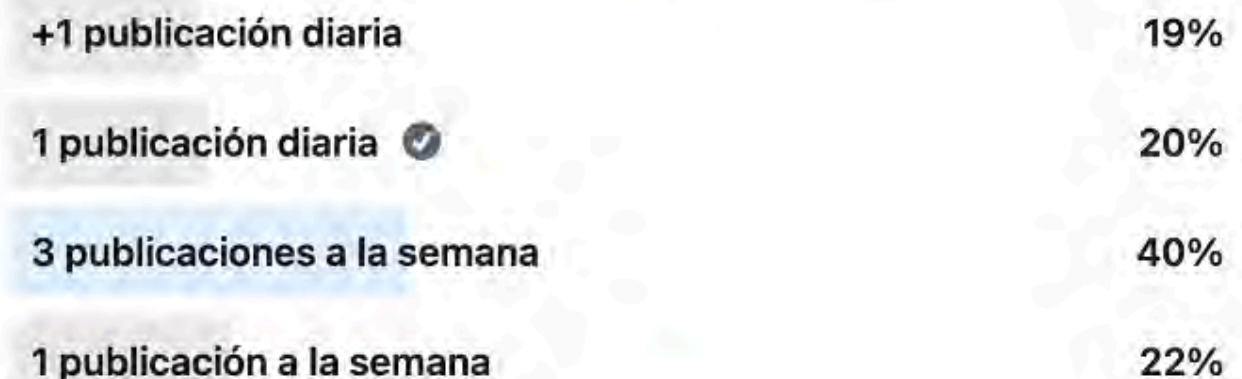 +1 publicación diaria 19%
1 publicación diaria 20%
3 publicaciones a la semana 40%
1 publicación a la semana 22%